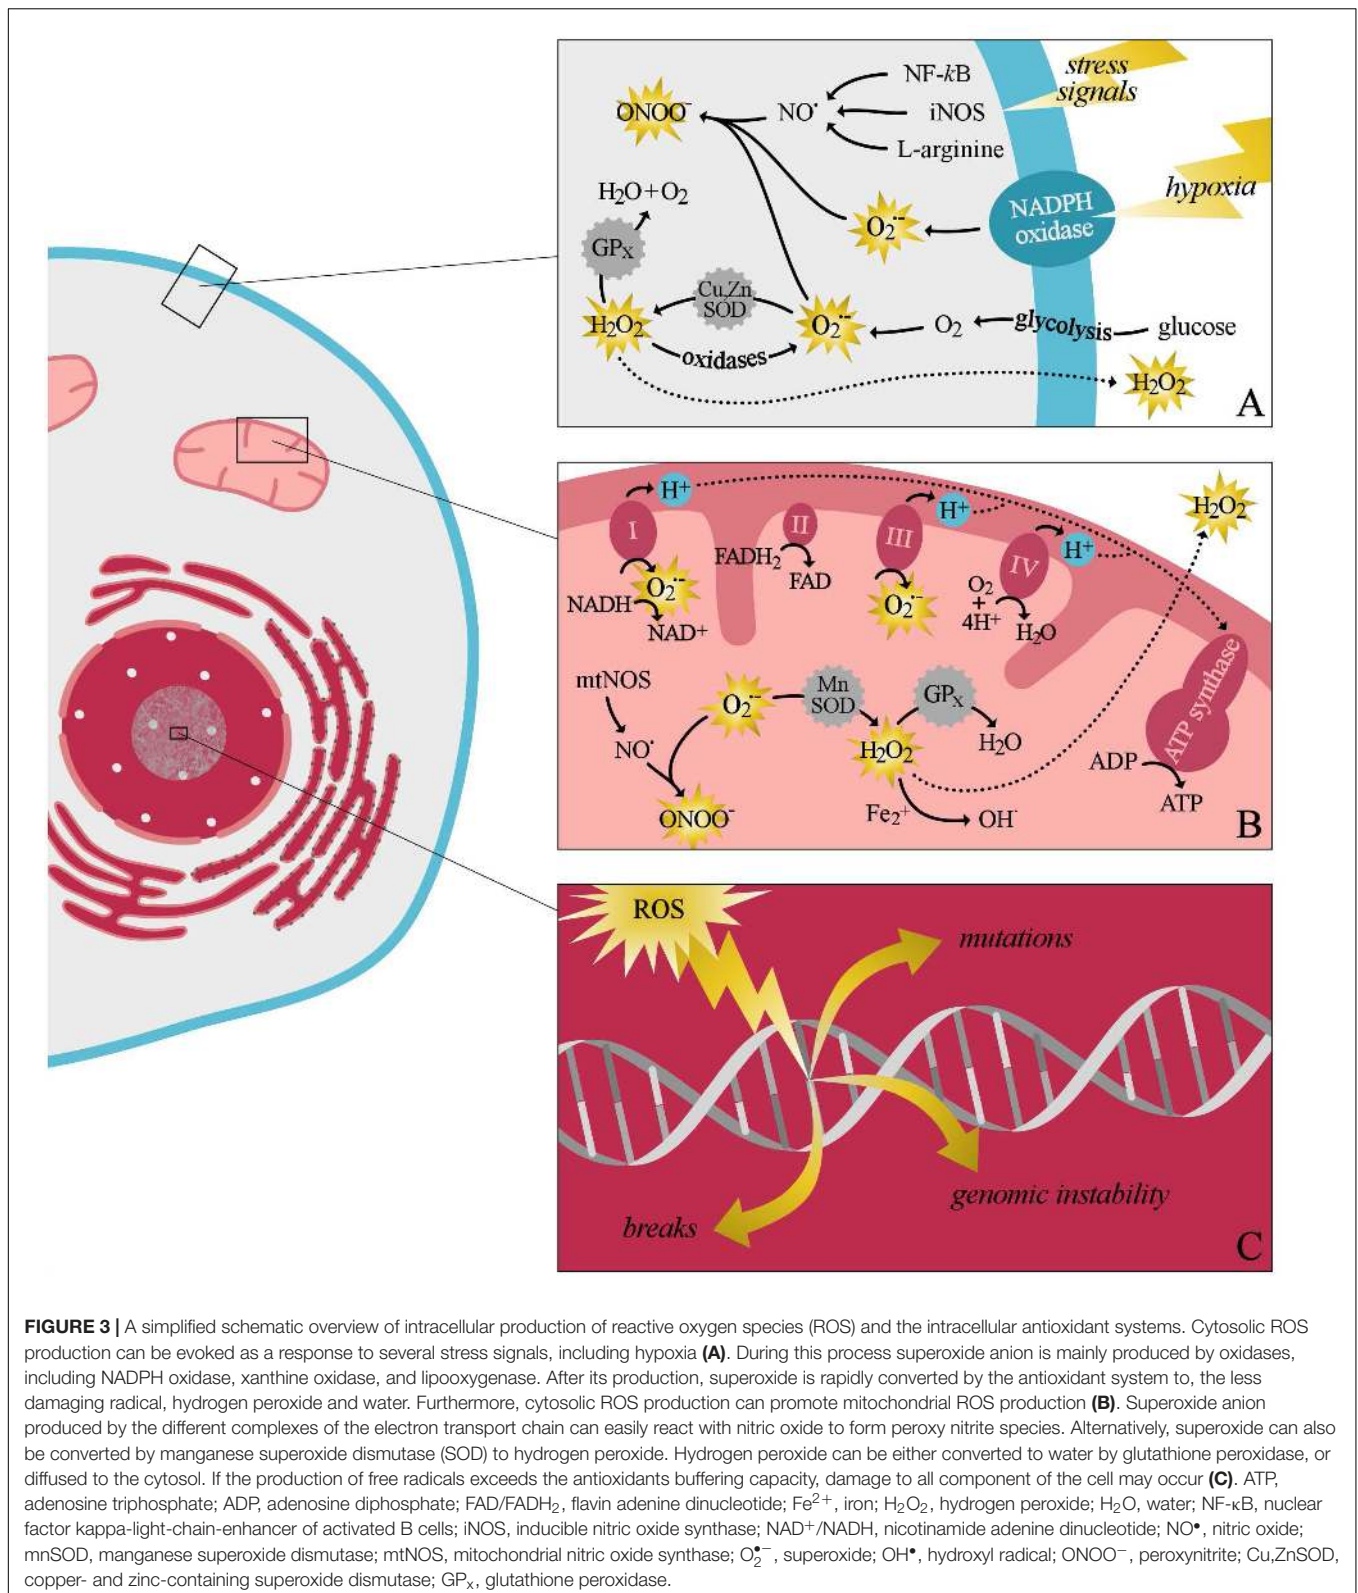 stress
signals
NF-kB
ONOO⁻
NO•
iNOS
L-arginine
hypoxia
H₂O+O₂
NADPH
oxidase
O₂•⁻
GPₓ
Cu,Zn
SOD
H₂O₂
O₂•⁻
O₂
glycolysis
glucose
oxidases
H₂O₂
A
I
H⁺
II
III
H⁺
IV
H⁺
H₂O₂
FADH₂
FAD
O₂•⁻
NADH
NAD⁺
O₂•⁻
O₂
+
4H⁺
H₂O
mtNOS
O₂•⁻
Mn
SOD
GPₓ
NO•
H₂O₂
H₂O
ATP synthase
ADP
ATP
ONOO⁻
Fe₂⁺
OH•
B
ROS
mutations
genomic instability
breaks
C
FIGURE 3 | A simplified schematic overview of intracellular production of reactive oxygen species (ROS) and the intracellular antioxidant systems. Cytosolic ROS
production can be evoked as a response to several stress signals, including hypoxia (A). During this process superoxide anion is mainly produced by oxidases,
including NADPH oxidase, xanthine oxidase, and lipooxygenase. After its production, superoxide is rapidly converted by the antioxidant system to, the less
damaging radical, hydrogen peroxide and water. Furthermore, cytosolic ROS production can promote mitochondrial ROS production (B). Superoxide anion
produced by the different complexes of the electron transport chain can easily react with nitric oxide to form peroxy nitrite species. Alternatively, superoxide can also
be converted by manganese superoxide dismutase (SOD) to hydrogen peroxide. Hydrogen peroxide can be either converted to water by glutathione peroxidase, or
diffused to the cytosol. If the production of free radicals exceeds the antioxidants buffering capacity, damage to all component of the cell may occur (C). ATP,
adenosine triphosphate; ADP, adenosine diphosphate; FAD/FADH₂, flavin adenine dinucleotide; Fe²⁺, iron; H₂O₂, hydrogen peroxide; H₂O, water; NF-κB, nuclear
factor kappa-light-chain-enhancer of activated B cells; iNOS, inducible nitric oxide synthase; NAD⁺/NADH, nicotinamide adenine dinucleotide; NO•, nitric oxide;
mnSOD, manganese superoxide dismutase; mtNOS, mitochondrial nitric oxide synthase; O₂•⁻, superoxide; OH•, hydroxyl radical; ONOO⁻, peroxynitrite; Cu,ZnSOD,
copper- and zinc-containing superoxide dismutase; GPₓ, glutathione peroxidase.